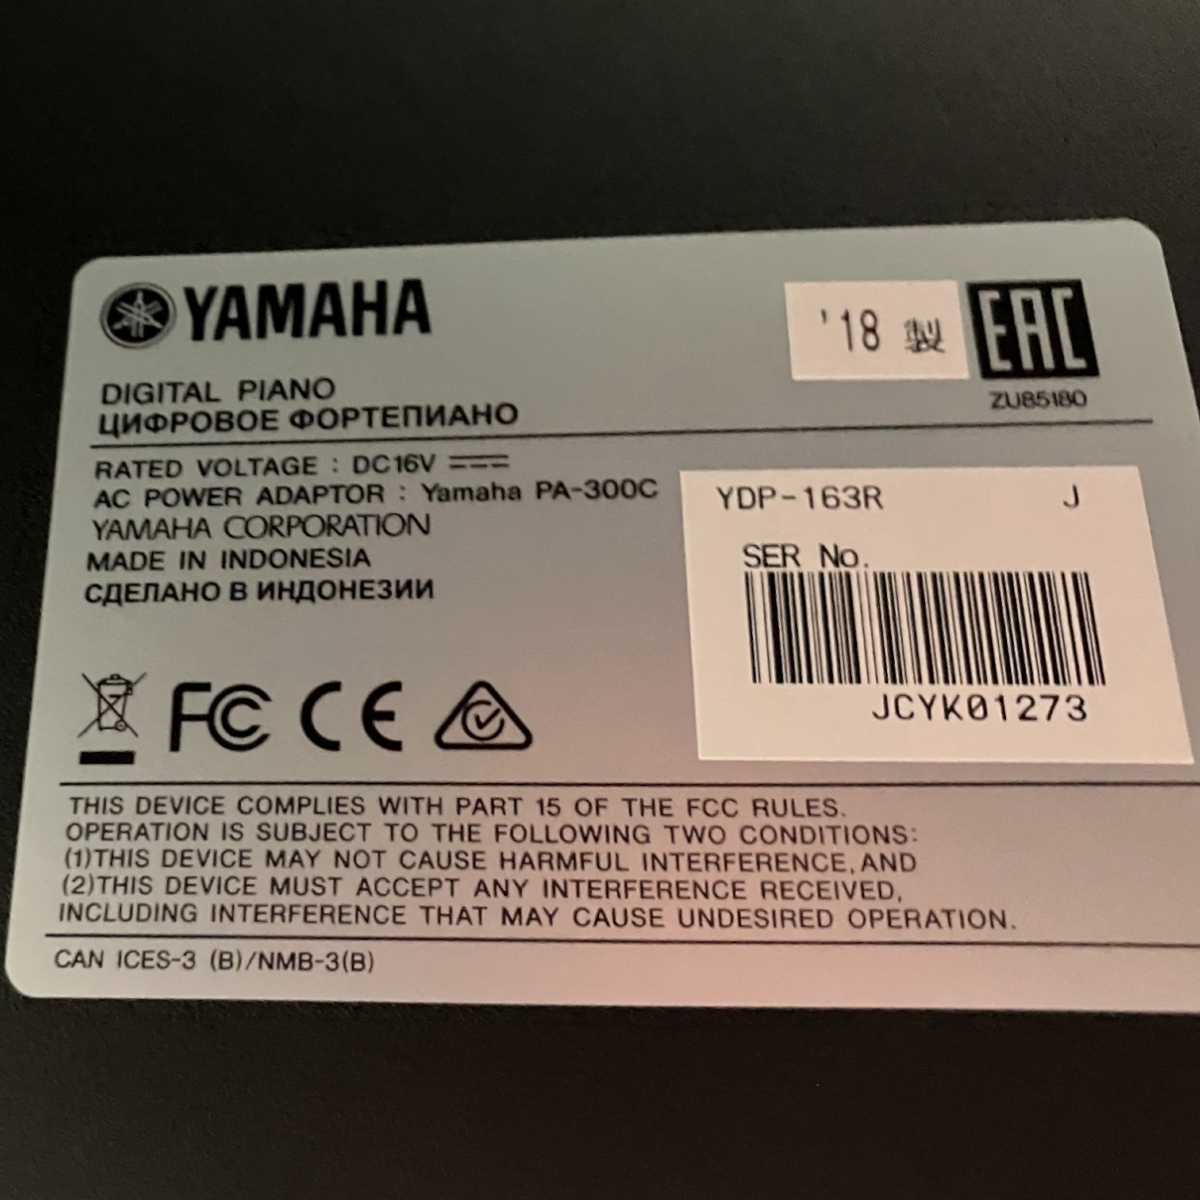 YAMAHA
'18 製
EAC
ZU85180
DIGITAL PIANO
ЦИФРОВОЕ ФОРТЕПИАНО
RATED VOLTAGE : DC16V
AC POWER ADAPTOR : Yamaha PA-300C
YAMAHA CORPORATION
MADE IN INDONESIA
СДЕЛАНО В ИНДОНЕЗИИ
YDP-163R J
SER No.
JCYK01273
FC CE
THIS DEVICE COMPLIES WITH PART 15 OF THE FCC RULES.
OPERATION IS SUBJECT TO THE FOLLOWING TWO CONDITIONS:
(1)THIS DEVICE MAY NOT CAUSE HARMFUL INTERFERENCE, AND
(2)THIS DEVICE MUST ACCEPT ANY INTERFERENCE RECEIVED,
INCLUDING INTERFERENCE THAT MAY CAUSE UNDESIRED OPERATION.
CAN ICES-3 (B)/NMB-3(B)